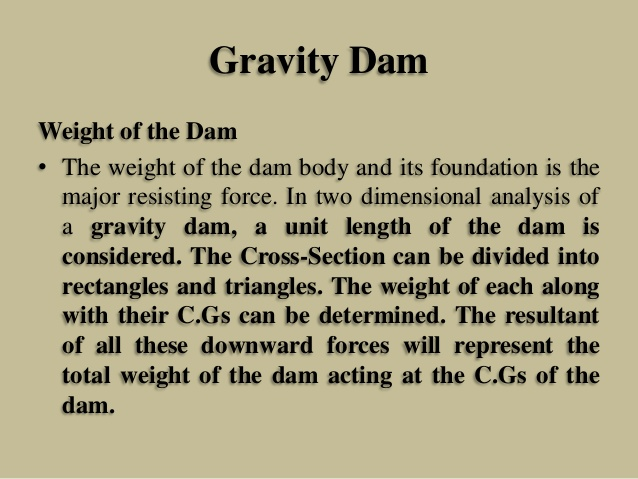 Gravity Dam
Weight of the Dam
• The weight of the dam body and its foundation is the
major resisting force. In two dimensional analysis of
a gravity dam, a unit length of the dam is
considered. The Cross-Section can be divided into
rectangles and triangles. The weight of each along
with their C.Gs can be determined. The resultant
of all these downward forces will represent the
total weight of the dam acting at the C.Gs of the
dam.